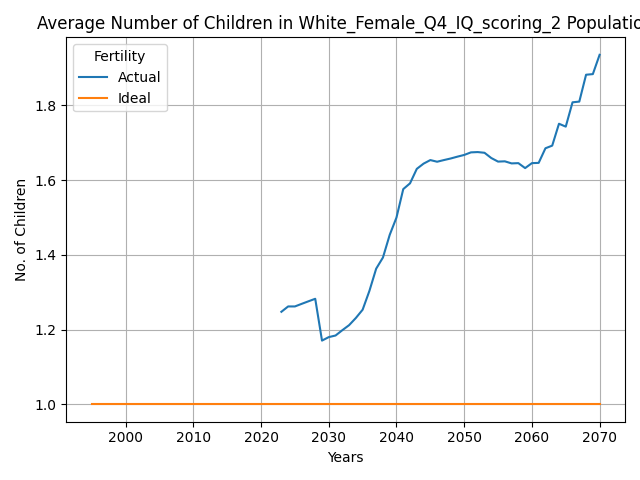 Average Number of Children in White_Female_Q4_IQ_scoring_2 Populatio
Fertility
Actual
Ideal
No. of Children
1.8
1.6
1.4
1.2
1.0
2000 2010 2020 2030 2040 2050 2060 2070
Years